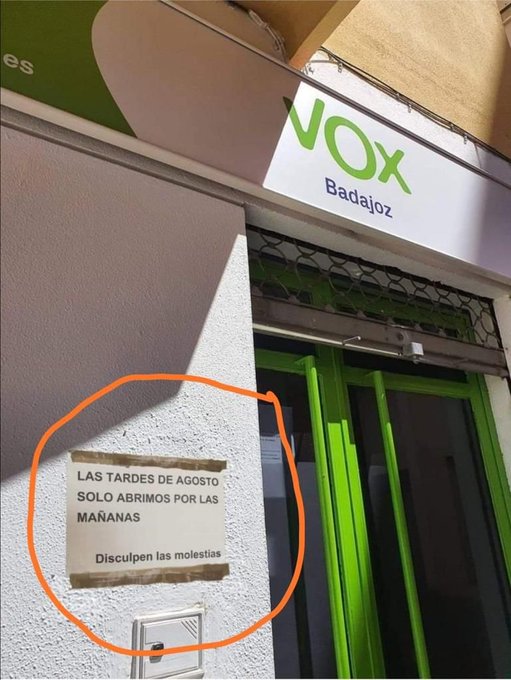 es
VOX
Badajoz
LAS TARDES DE AGOSTO
SOLO ABRIMOS POR LAS
MAÑANAS
Disculpen las molestias